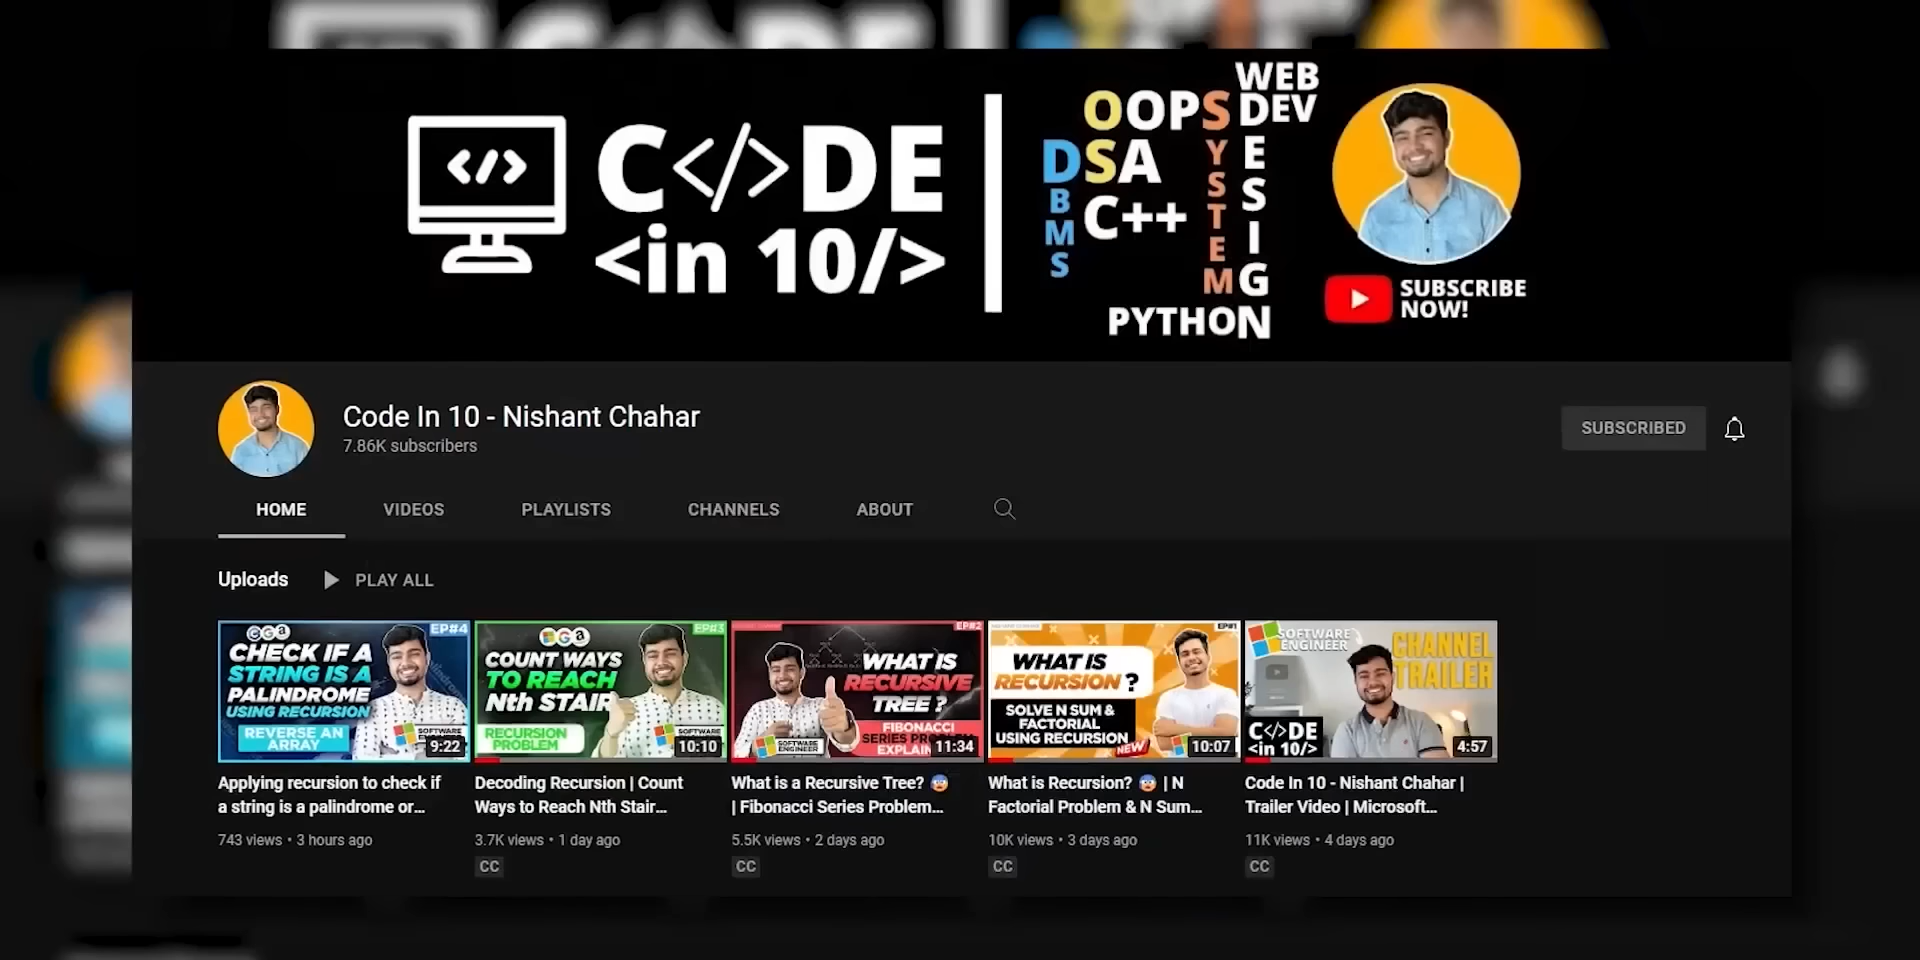 C</>DE
<in 10/>
WEB
DEV
OOPS
DSA
C++
DBMS
SYSTEM
DESIGN
PYTHON
SUBSCRIBE
NOW!
Code In 10 - Nishant Chahar
7.86K subscribers
SUBSCRIBED
HOME VIDEOS PLAYLISTS CHANNELS ABOUT
Uploads PLAY ALL
EP#4
CHECK IF A
STRING IS A
PALINDROME
USING RECURSION
REVERSE AN
ARRAY
SOFTWARE
9:22
EP#3
COUNT WAYS
TO REACH
Nth STAIR
RECURSION
PROBLEM
SOFTWARE
10:10
EP#2
WHAT IS
RECURSIVE
TREE ?
FIBONACCI
SERIES
EXPLAIN
SOFTWARE
ENGINEER
11:34
EP#1
WHAT IS
RECURSION ?
SOLVE N SUM &
FACTORIAL
USING RECURSION
NEW
10:07
SOFTWARE
ENGINEER
CHANNEL
TRAILER
C</>DE
<in 10/>
4:57
Applying recursion to check if
a string is a palindrome or...
743 views • 3 hours ago
Decoding Recursion | Count
Ways to Reach Nth Stair...
3.7K views • 1 day ago
CC
What is a Recursive Tree? 😨
| Fibonacci Series Problem...
5.5K views • 2 days ago
CC
What is Recursion? 😨 | N
Factorial Problem & N Sum...
10K views • 3 days ago
CC
Code In 10 - Nishant Chahar |
Trailer Video | Microsoft...
11K views • 4 days ago
CC